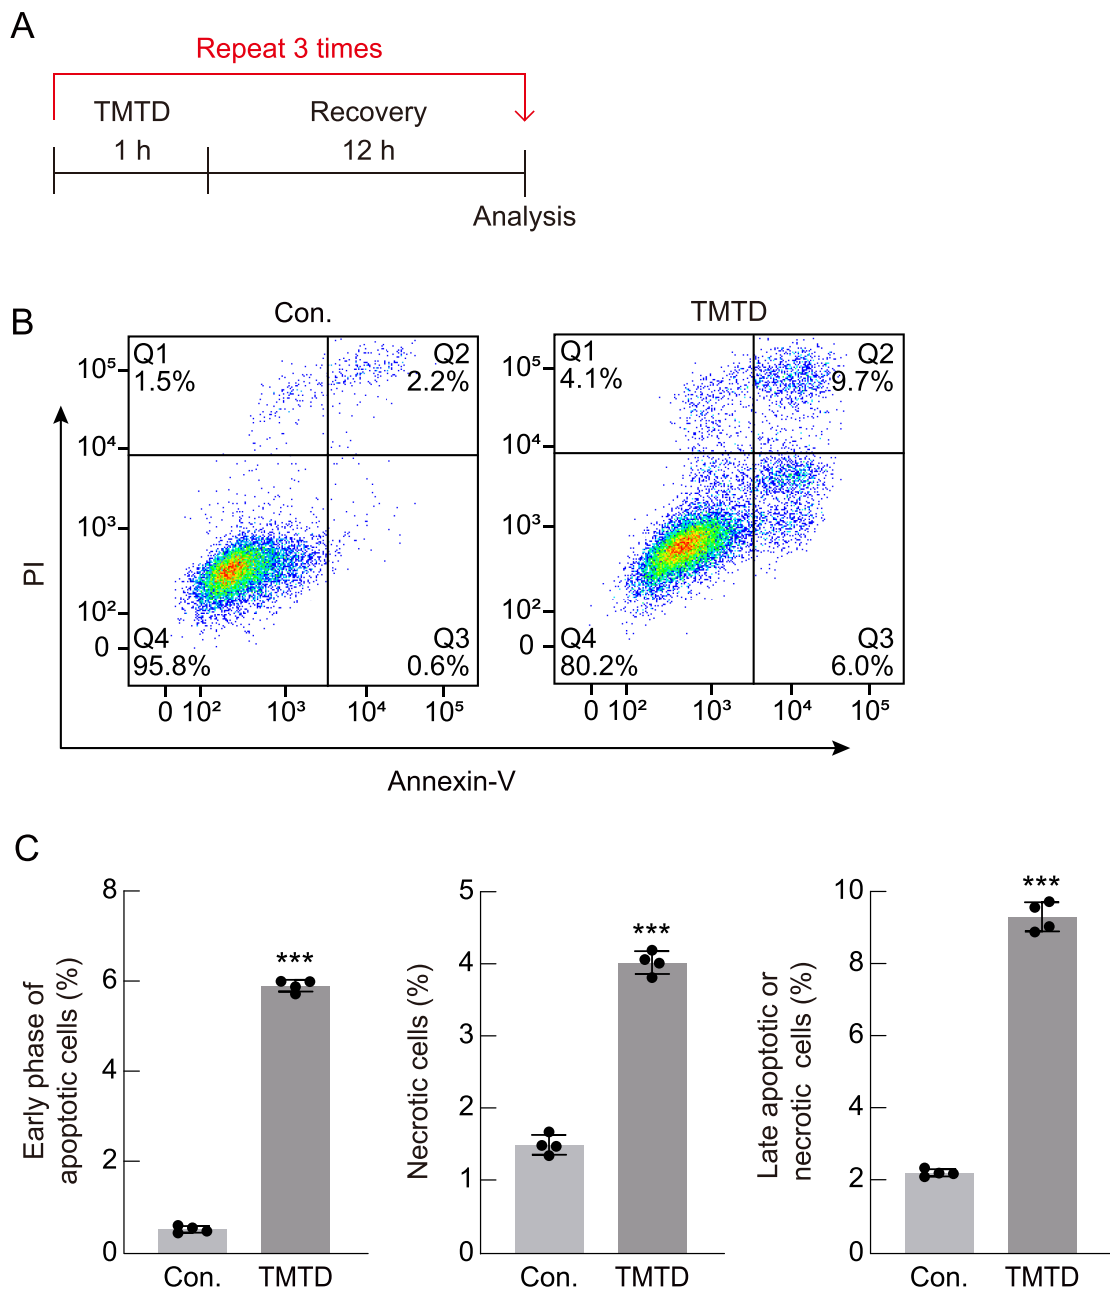 A
Repeat 3 times
TMTD
Recovery
1 h
12 h
Analysis
B
Con.
TMTD
Q1
1.5%
Q2
2.2%
Q4
95.8%
Q3
0.6%
10⁵
10⁴
10³
10²
0
0 10² 10³ 10⁴ 10⁵
Q1
4.1%
Q2
9.7%
Q4
80.2%
Q3
6.0%
10⁵
10⁴
10³
10²
0
0 10² 10³ 10⁴ 10⁵
PI
Annexin-V
C
Early phase of
apoptotic cells (%)
8
6
4
2
0
***
Con. TMTD
Necrotic cells (%)
5
4
3
2
1
0
***
Con. TMTD
Late apoptotic or
necrotic cells (%)
10
8
6
4
2
0
***
Con. TMTD